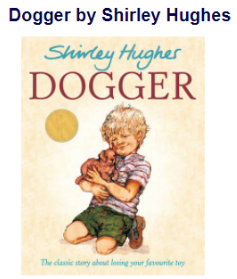 Dogger by Shirley Hughes
Shirley Hughes
DOGGER
The classic story about losing your favourite toy